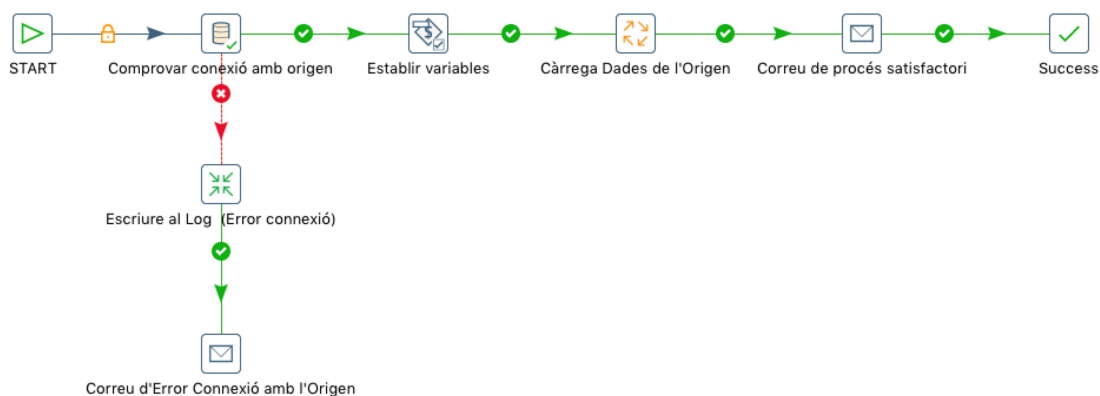 START
Comprovar conexió amb origen
Establir variables
Càrrega Dades de l'Origen
Correu de procés satisfactori
Success
Escriure al Log (Error connexió)
Correu d'Error Connexió amb l'Origen